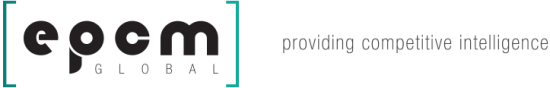 epcm
GLOBAL
providing competitive intelligence